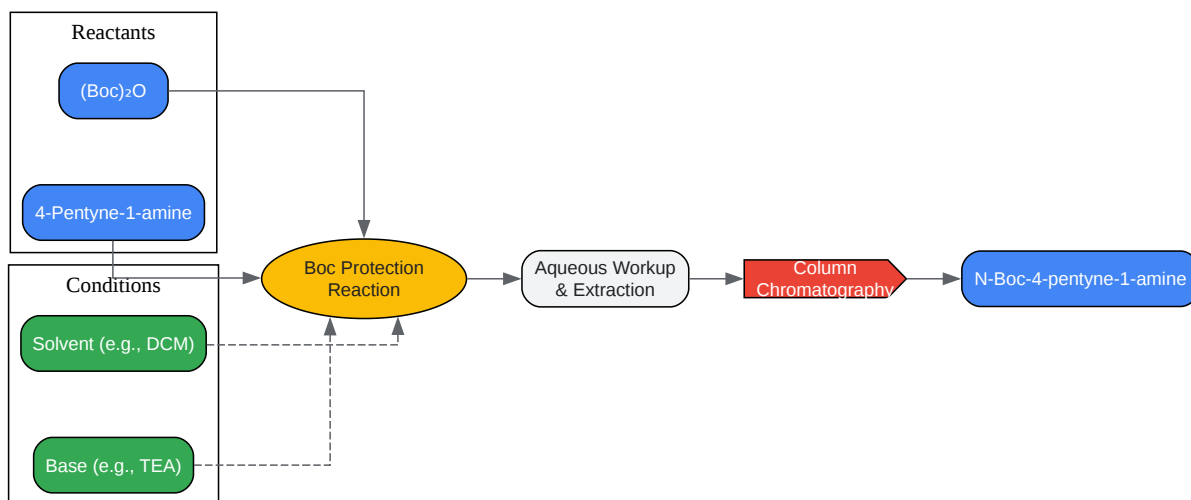 Reactants
(Boc)₂O
4-Pentyne-1-amine
Conditions
Solvent (e.g., DCM)
Base (e.g., TEA)
Boc Protection
Reaction
Aqueous Workup
& Extraction
Column
Chromatography
N-Boc-4-pentyne-1-amine